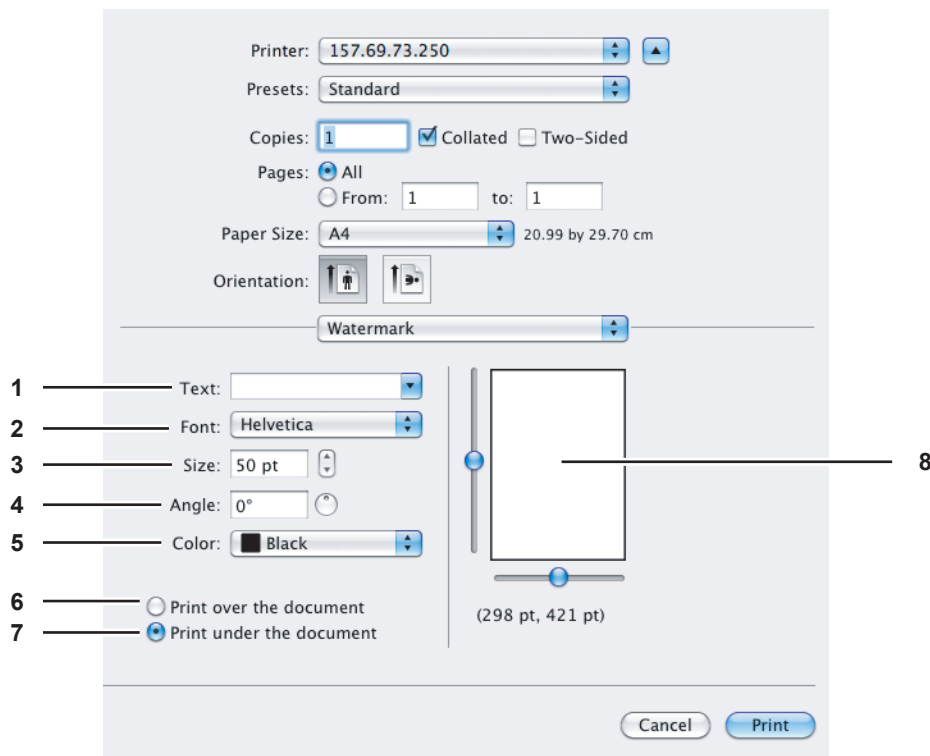 Printer: 157.69.73.250
Presets: Standard
Copies: 1 Collated Two-Sided
Pages: All
From: 1 to: 1
Paper Size: A4 20.99 by 29.70 cm
Orientation:
Watermark
1 Text:
2 Font: Helvetica
3 Size: 50 pt
8
4 Angle: 0°
5 Color: Black
6 Print over the document
(298 pt, 421 pt)
7 Print under the document
Cancel Print